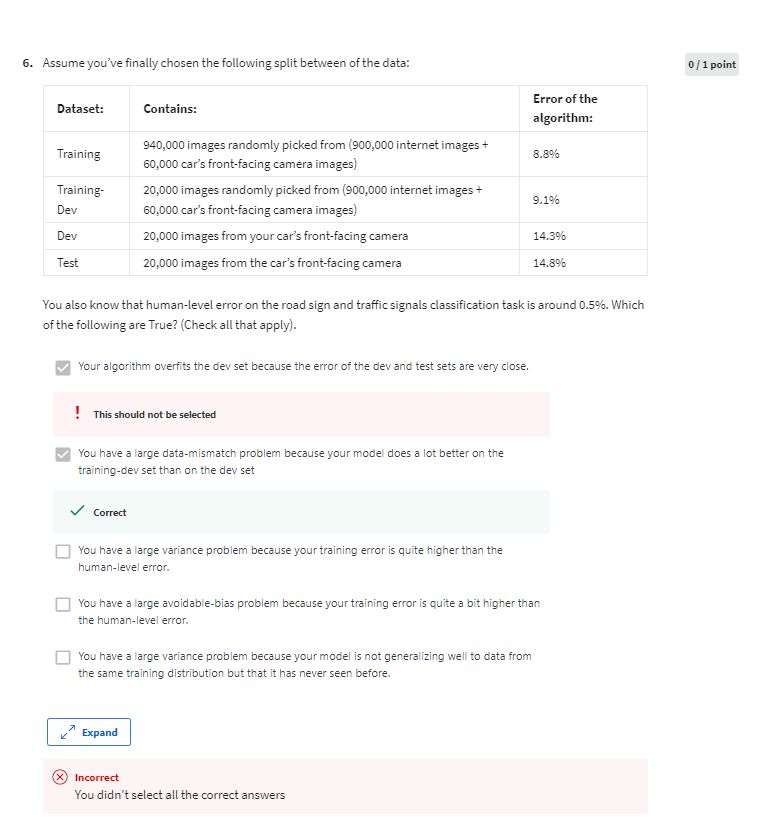 6. Assume you've finally chosen the following split between of the data:
0 / 1 point
Dataset: Contains: Error of the
algorithm:
Training 940,000 images randomly picked from (900,000 internet images +
60,000 car's front-facing camera images) 8.8%
Training-
Dev 20,000 images randomly picked from (900,000 internet images +
60,000 car's front-facing camera images) 9.1%
Dev 20,000 images from your car's front-facing camera 14.3%
Test 20,000 images from the car's front-facing camera 14.8%
You also know that human-level error on the road sign and traffic signals classification task is around 0.5%. Which
of the following are True? (Check all that apply).
Your algorithm overfits the dev set because the error of the dev and test sets are very close.
! This should not be selected
You have a large data-mismatch problem because your model does a lot better on the
training-dev set than on the dev set
Correct
You have a large variance problem because your training error is quite higher than the
human-level error.
You have a large avoidable-bias problem because your training error is quite a bit higher than
the human-level error.
You have a large variance problem because your model is not generalizing well to data from
the same training distribution but that it has never seen before.
Expand
Incorrect
You didn't select all the correct answers